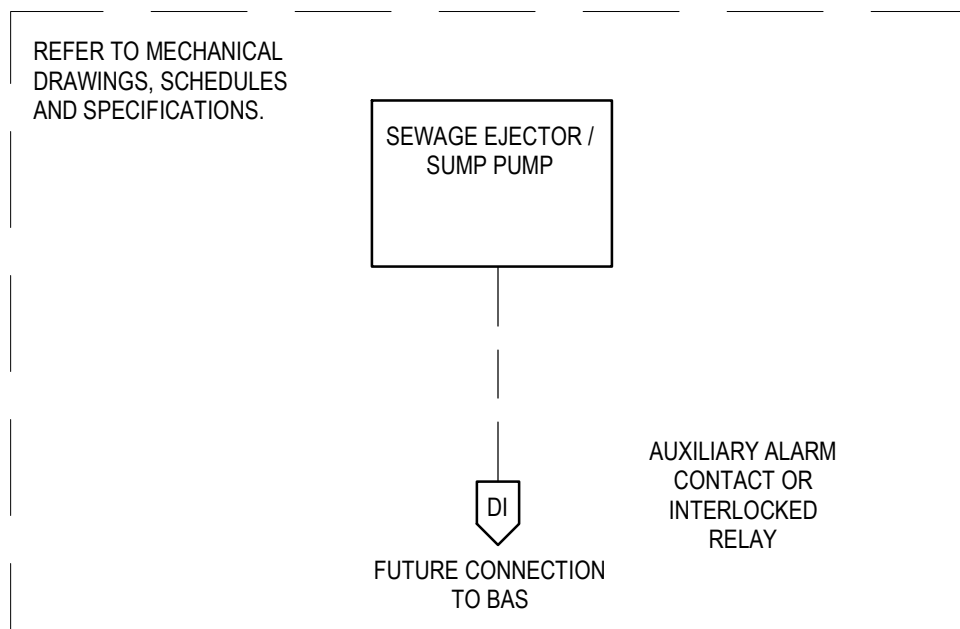 REFER TO MECHANICAL
DRAWINGS, SCHEDULES
AND SPECIFICATIONS.
SEWAGE EJECTOR /
SUMP PUMP
AUXILIARY ALARM
CONTACT OR
INTERLOCKED
RELAY
DI
FUTURE CONNECTION
TO BAS